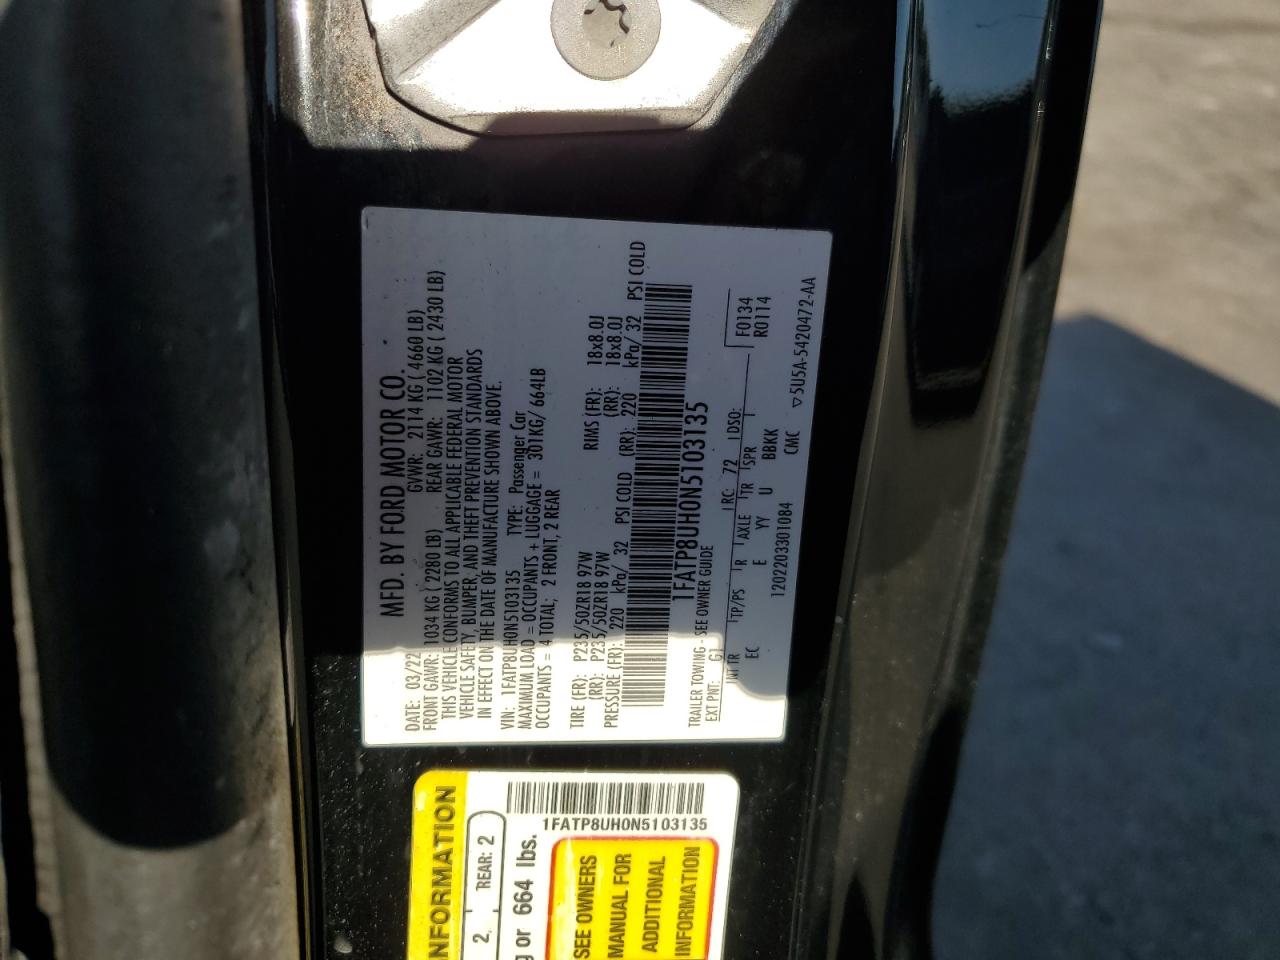 MFD. BY FORD MOTOR CO.
DATE: 03/22 GVWR: 2114 KG ( 4660 LB)
FRONT GAWR: 1034 KG ( 2280 LB) REAR GAWR: 1102 KG ( 2430 LB)
THIS VEHICLE CONFORMS TO ALL APPLICABLE FEDERAL MOTOR
VEHICLE SAFETY, BUMPER, AND THEFT PREVENTION STANDARDS
IN EFFECT ON THE DATE OF MANUFACTURE SHOWN ABOVE.
VIN: 1FATP8UH0N5103135 TYPE: Passenger Car
MAXIMUM LOAD = OCCUPANTS + LUGGAGE = 301KG/ 664LB
OCCUPANTS = 4 TOTAL; 2 FRONT, 2 REAR
TIRE (FR): P235/50ZR18 97W RIMS (FR): 18x8.0J
(RR): P235/50ZR18 97W (RR): 18x8.0J
PRESSURE (FR): 220 kPa/ 32 PSI COLD (RR): 220 kPa/ 32 PSI COLD
1FATP8UH0N5103135
TRAILER TOWING - SEE OWNER GUIDE
EXT PNT: G1 RC: 72 DSO: F0134
R0114
INT TR TP/PS R AXLE TR SPR
EC E YY U BBKK
1202203301084 CMC ▽5U5A-5420472-AA
NFORMATION
2, REAR: 2
g or 664 lbs.
1FATP8UH0N5103135
SEE OWNERS
MANUAL FOR
ADDITIONAL
INFORMATION